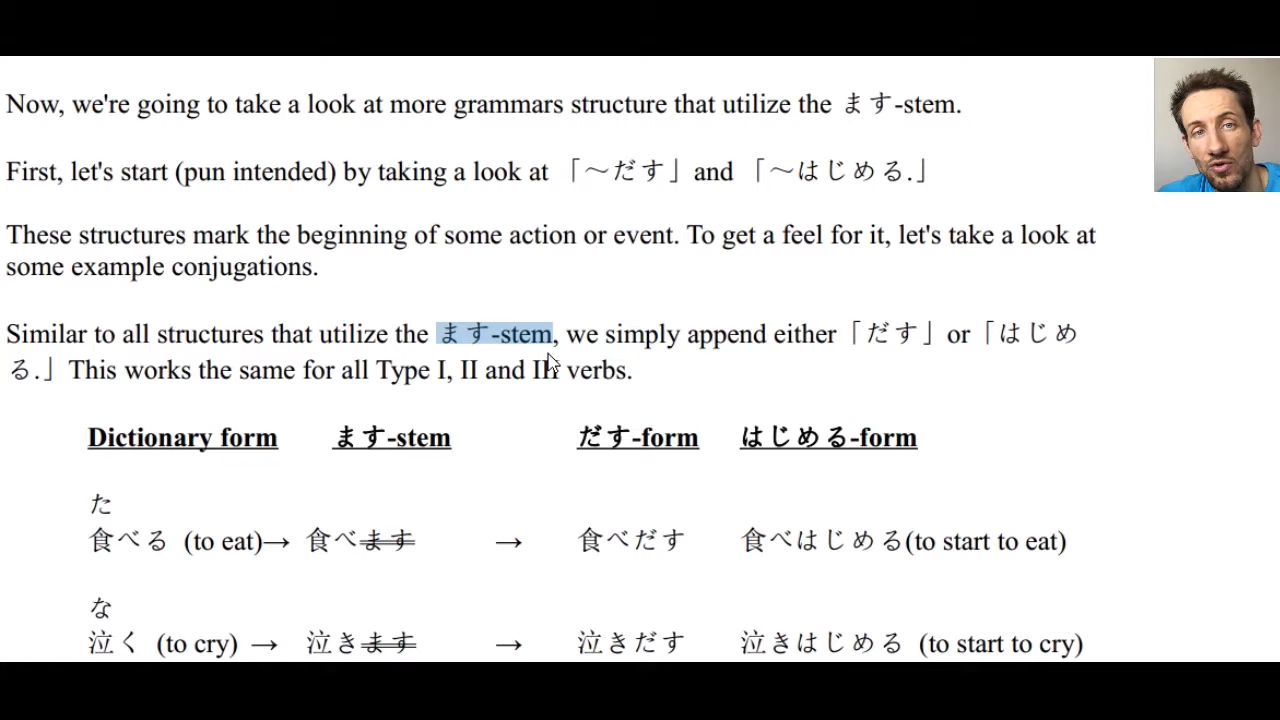 Now, we're going to take a look at more grammars structure that utilize the ます-stem.
First, let's start (pun intended) by taking a look at 「～だす」 and 「～はじめる.」
These structures mark the beginning of some action or event. To get a feel for it, let's take a look at
some example conjugations.
Similar to all structures that utilize the ます-stem, we simply append either「だす」or「はじめ
る.」This works the same for all Type I, II and III verbs.
Dictionary form ます-stem だす-form はじめる-form
た
食べる (to eat)→ 食べます → 食べだす 食べはじめる(to start to eat)
な
泣く (to cry) → 泣きます → 泣きだす 泣きはじめる (to start to cry)